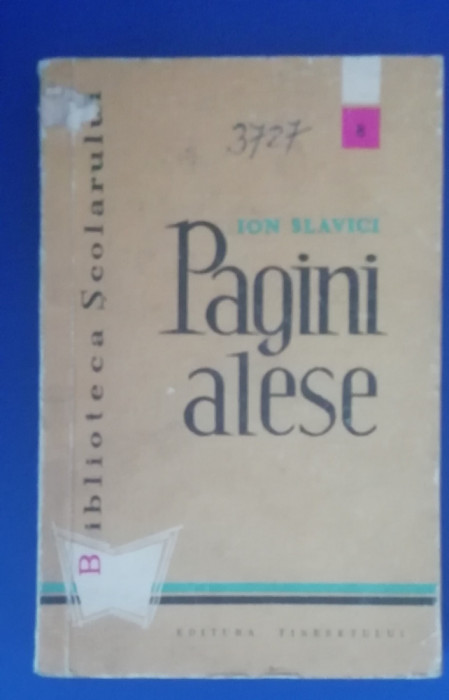 3727
8
ION SLAVICI
Pagini
alese
Biblioteca Școlarului
EDITURA TINERETULUI